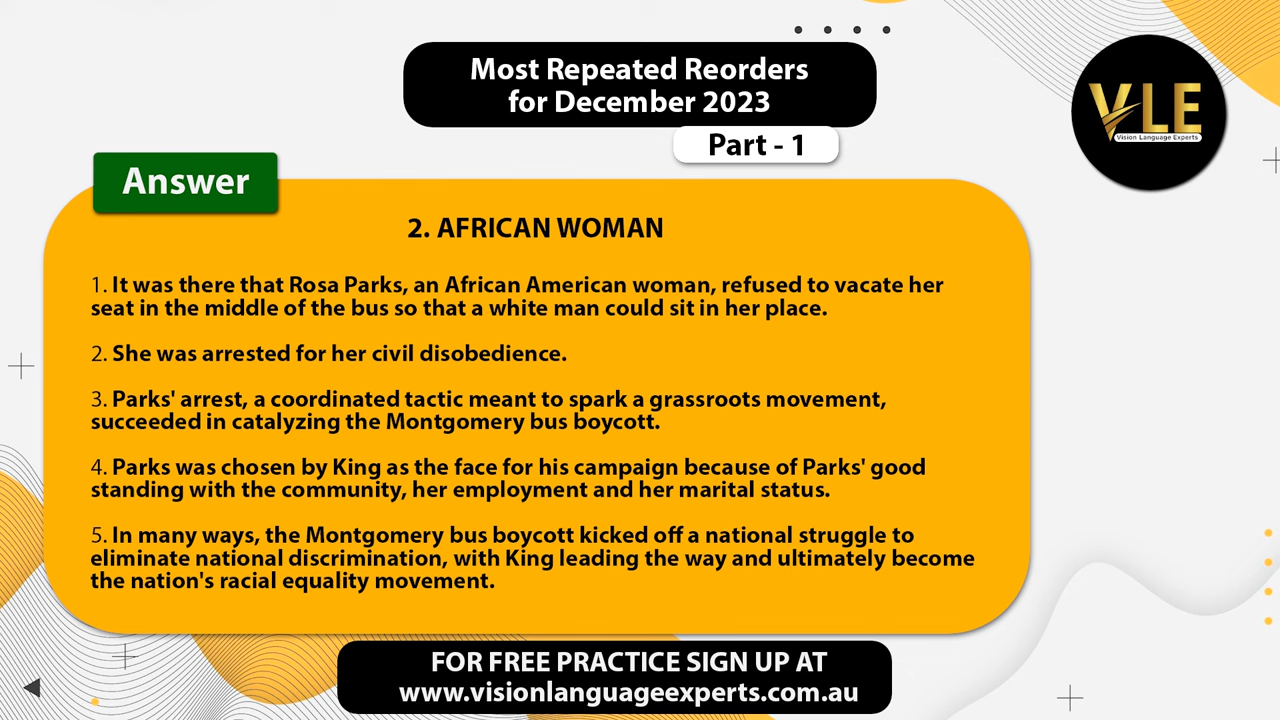 Most Repeated Reorders
for December 2023
Part - 1
VLE
Vision Language Experts
Answer
2. AFRICAN WOMAN
1. It was there that Rosa Parks, an African American woman, refused to vacate her
seat in the middle of the bus so that a white man could sit in her place.
2. She was arrested for her civil disobedience.
3. Parks' arrest, a coordinated tactic meant to spark a grassroots movement,
succeeded in catalyzing the Montgomery bus boycott.
4. Parks was chosen by King as the face for his campaign because of Parks' good
standing with the community, her employment and her marital status.
5. In many ways, the Montgomery bus boycott kicked off a national struggle to
eliminate national discrimination, with King leading the way and ultimately become
the nation's racial equality movement.
FOR FREE PRACTICE SIGN UP AT
www.visionlanguageexperts.com.au